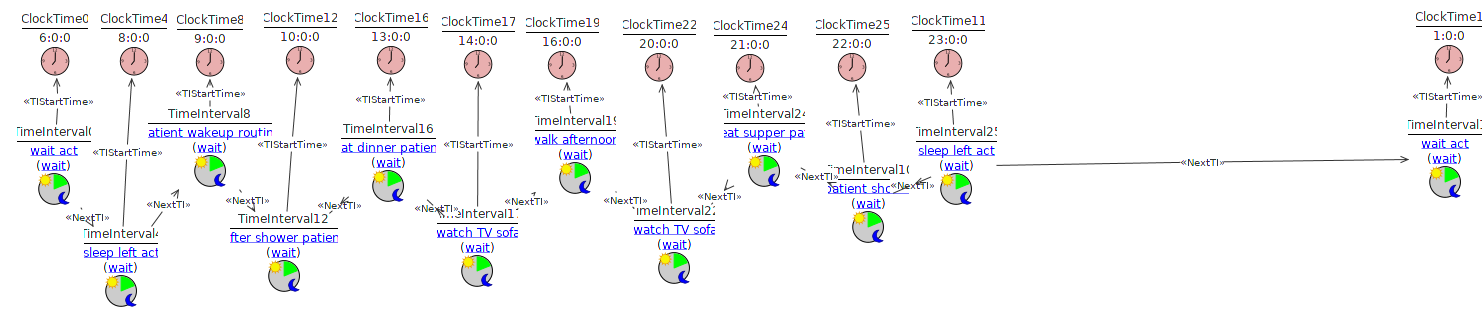 ClockTime0
6:0:0
«TIStartTime»
TimeInterval0
wait act
(wait)
«NextTI»
ClockTime4
8:0:0
«TIStartTime»
TimeInterval4
sleep left act
(wait)
«NextTI»
ClockTime8
9:0:0
«TIStartTime»
TimeInterval8
atient wakeup routin
(wait)
«NextTI»
ClockTime12
10:0:0
«TIStartTime»
TimeInterval12
fter shower patien
(wait)
«NextTI»
ClockTime16
13:0:0
«TIStartTime»
TimeInterval16
at dinner patien
(wait)
«NextTI»
ClockTime17
14:0:0
«TIStartTime»
watch TV sofa
(wait)
«NextTI»
ClockTime19
16:0:0
«TIStartTime»
TimeInterval19
walk afternoon
(wait)
«NextTI»
ClockTime22
20:0:0
«TIStartTime»
TimeInterval22
watch TV sofa
(wait)
«NextTI»
ClockTime24
21:0:0
«TIStartTime»
TimeInterval24
eat supper pa
(wait)
«NextTI»
ClockTime25
22:0:0
«TIStartTime»
TimeInterval10
patient sho
(wait)
«NextTI»
ClockTime11
23:0:0
«TIStartTime»
TimeInterval25
sleep left act
(wait)
«NextTI»
ClockTime1
1:0:0
«TIStartTime»
TimeInterval1
wait act
(wait)